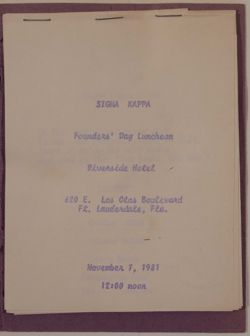 SIGMA KAPPA
Founders' Day Luncheon
Riverside Hotel
620 E. Las Olas Boulevard
Ft. Lauderdale, Fla.
November 7, 1981
12:00 noon